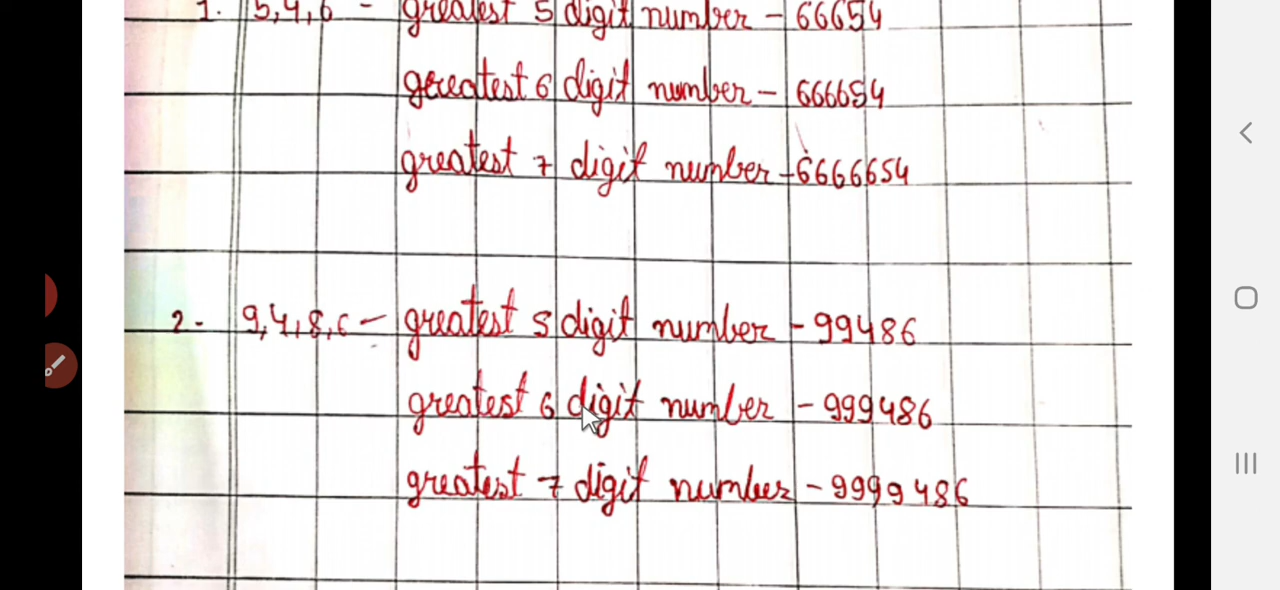 1. 5,4,6 - greatest 5 digit number - 66654
greatest 6 digit number - 666654
greatest 7 digit number - 6666654
2- 9,4,8,6 - greatest 5 digit number - 99486
greatest 6 digit number - 999486
greatest 7 digit number - 9999486